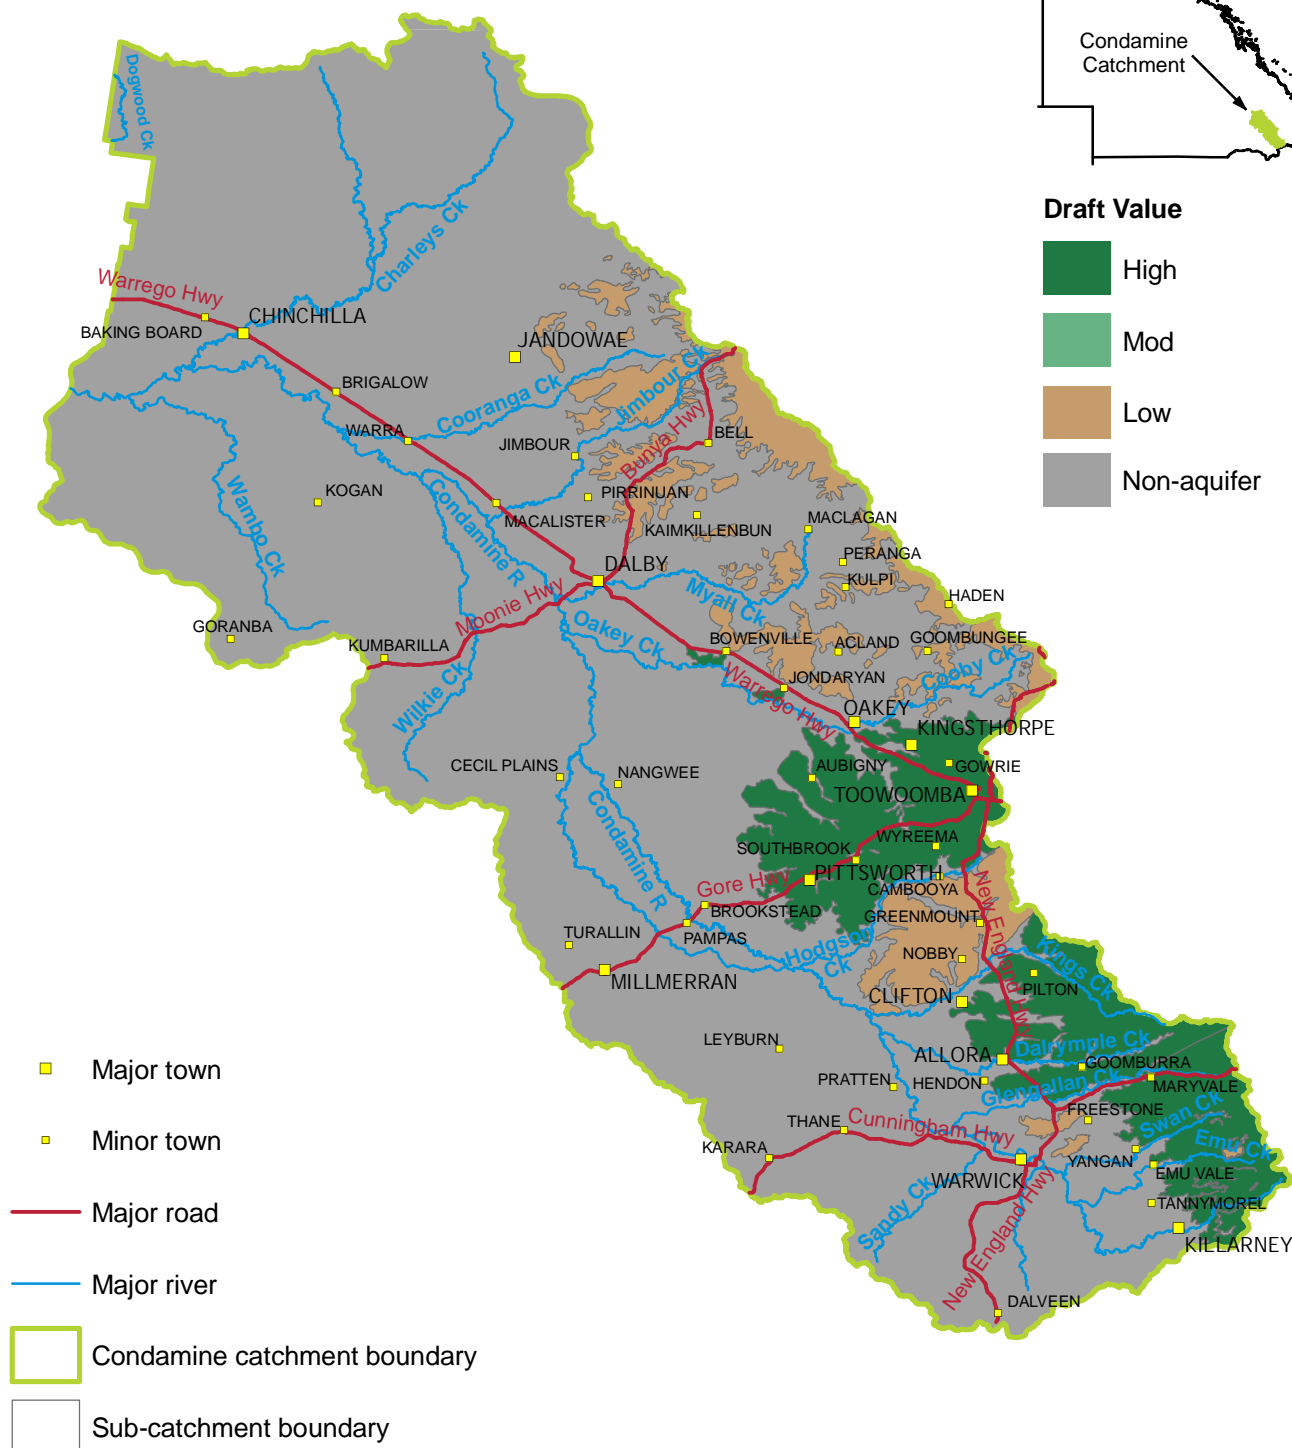 Condamine
Catchment
Draft Value
High
Mod
Low
Non-aquifer
Dogwood Ck
Charleys Ck
Warrego Hwy
CHINCHILLA
BAKING BOARD
JANDOWAE
BRIGALOW
Cooranga Ck
Jimbour Ck
WARRA
JIMBOUR
Bunya Hwy
BELL
KOGAN
Wambo Ck
Condamine R
PIRRINUAN
MACALISTER
KAIMKILLENBUN
MACLAGAN
PERANGA
DALBY
KULPI
Myall Ck
HADEN
Moonie Hwy
GORANBA
KUMBARILLA
Oakey Ck
BOWENVILLE
ACLAND
GOOMBUNGEE
Cooby Ck
JONDARYAN
Warrego Hwy
Wilkie Ck
OAKEY
KINGSTHORPE
CECIL PLAINS
NANGWEE
AUBIGNY
GOWRIE
TOOWOOMBA
Condamine R
WYREEMA
SOUTHBROOK
PITTSWORTH
Gore Hwy
CAMBOOYA
BROOKSTEAD
GREENMOUNT
New England Hwy
TURALLIN
PAMPAS
Hodgson
Ck
NOBBY
Kings Ck
MILLMERRAN
PILTON
CLIFTON
LEYBURN
ALLORA
Dalrymple Ck
GOOMBURRA
PRATTEN
HENDON
Glengallan Ck
MARYVALE
THANE
Cunningham Hwy
FREESTONE
Swan Ck
Emu Ck
KARARA
YANGAN
EMU VALE
WARWICK
Sandy Ck
TANNYMOREL
KILLARNEY
New England Hwy
DALVEEN
Major town
Minor town
Major road
Major river
Condamine catchment boundary
Sub-catchment boundary